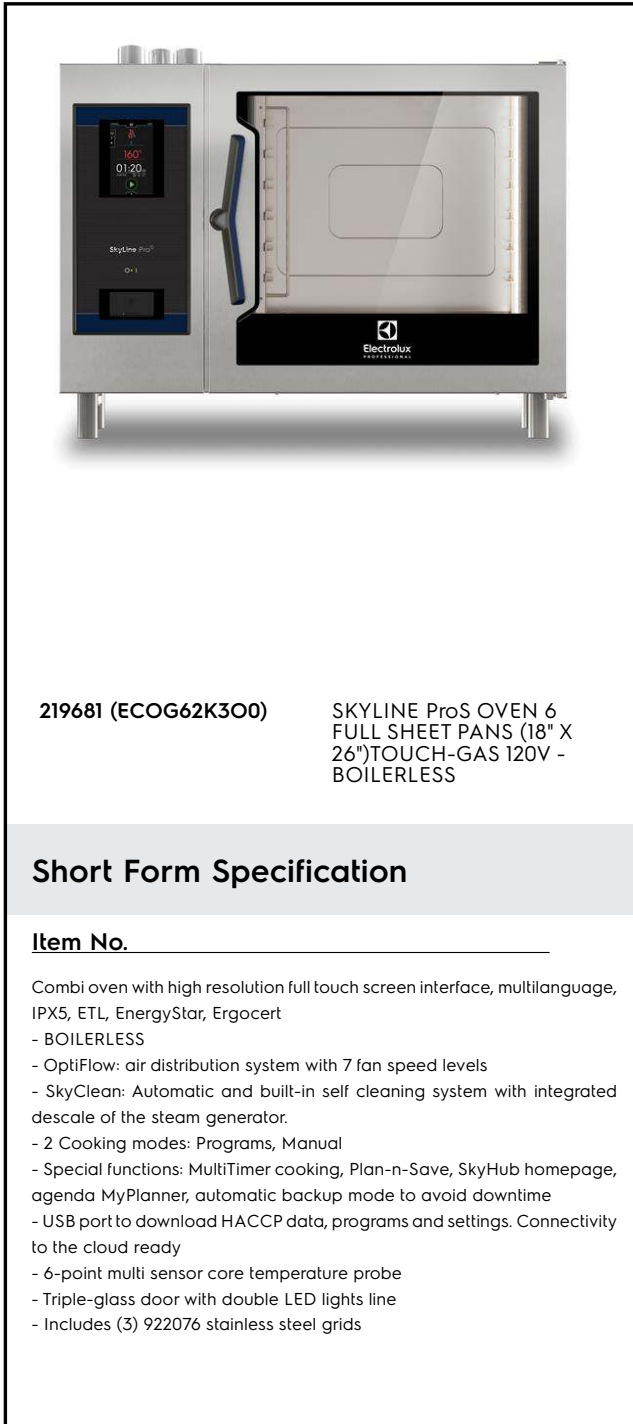 160°
01:20
SkyLine ProS
Electrolux
PROFESSIONAL
219681 (ECOG62K3O0)
SKYLINE ProS OVEN 6
FULL SHEET PANS (18" X
26")TOUCH-GAS 120V -
BOILERLESS
Short Form Specification
Item No.
Combi oven with high resolution full touch screen interface, multilanguage,
IPX5, ETL, EnergyStar, Ergocert
- BOILERLESS
- OptiFlow: air distribution system with 7 fan speed levels
- SkyClean: Automatic and built-in self cleaning system with integrated
descale of the steam generator.
- 2 Cooking modes: Programs, Manual
- Special functions: MultiTimer cooking, Plan-n-Save, SkyHub homepage,
agenda MyPlanner, automatic backup mode to avoid downtime
- USB port to download HACCP data, programs and settings. Connectivity
to the cloud ready
- 6-point multi sensor core temperature probe
- Triple-glass door with double LED lights line
- Includes (3) 922076 stainless steel grids